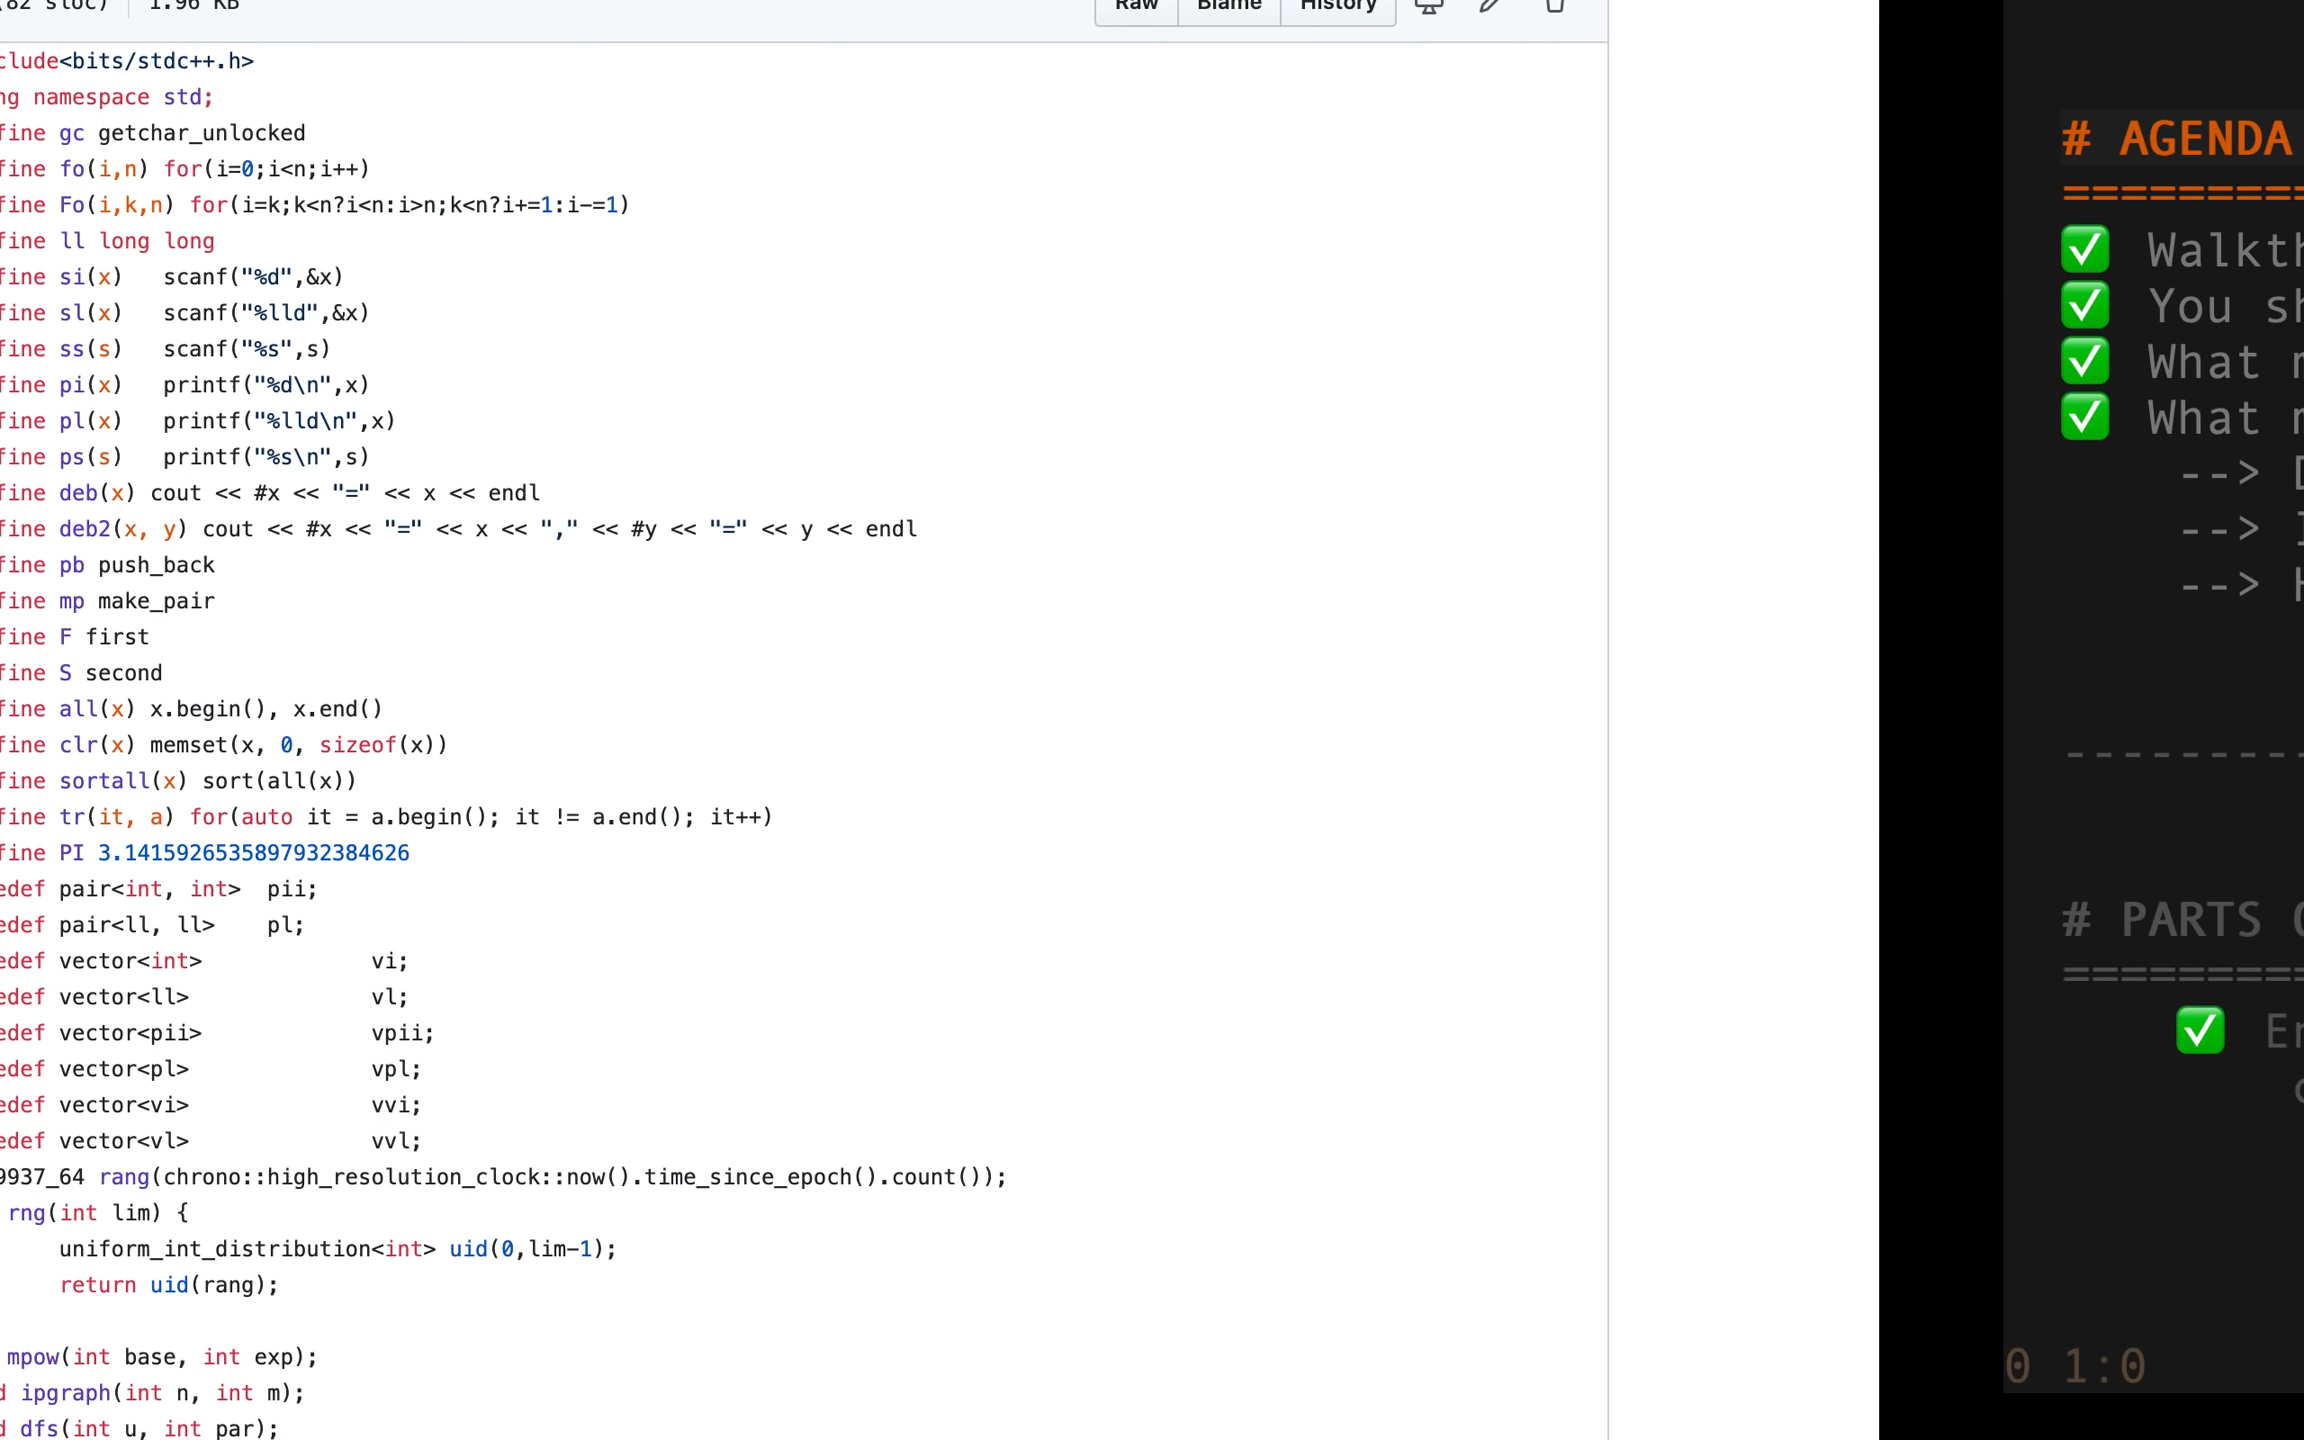 (82 sloc) 1.96 KB
Raw Blame History
clude<bits/stdc++.h>
ng namespace std;
fine gc getchar_unlocked
fine fo(i,n) for(i=0;i<n;i++)
fine Fo(i,k,n) for(i=k;k<n?i<n:i>n;k<n?i+=1:i-=1)
fine ll long long
fine si(x)   scanf("%d",&x)
fine sl(x)   scanf("%lld",&x)
fine ss(s)   scanf("%s",s)
fine pi(x)   printf("%d\n",x)
fine pl(x)   printf("%lld\n",x)
fine ps(s)   printf("%s\n",s)
fine deb(x) cout << #x << "=" << x << endl
fine deb2(x, y) cout << #x << "=" << x << "," << #y << "=" << y << endl
fine pb push_back
fine mp make_pair
fine F first
fine S second
fine all(x) x.begin(), x.end()
fine clr(x) memset(x, 0, sizeof(x))
fine sortall(x) sort(all(x))
fine tr(it, a) for(auto it = a.begin(); it != a.end(); it++)
fine PI 3.1415926535897932384626
edef pair<int, int>  pii;
edef pair<ll, ll>    pl;
edef vector<int>             vi;
edef vector<ll>              vl;
edef vector<pii>             vpii;
edef vector<pl>              vpl;
edef vector<vi>              vvi;
edef vector<vl>              vvl;
9937_64 rang(chrono::high_resolution_clock::now().time_since_epoch().count());
rng(int lim) {
uniform_int_distribution<int> uid(0,lim-1);
return uid(rang);
mpow(int base, int exp);
d ipgraph(int n, int m);
d dfs(int u, int par);
# AGENDA
=========
✅ Walkth
✅ You sh
✅ What
✅ What
-->
-->
-->
---------
# PARTS
=========
✅ En
0 1:0